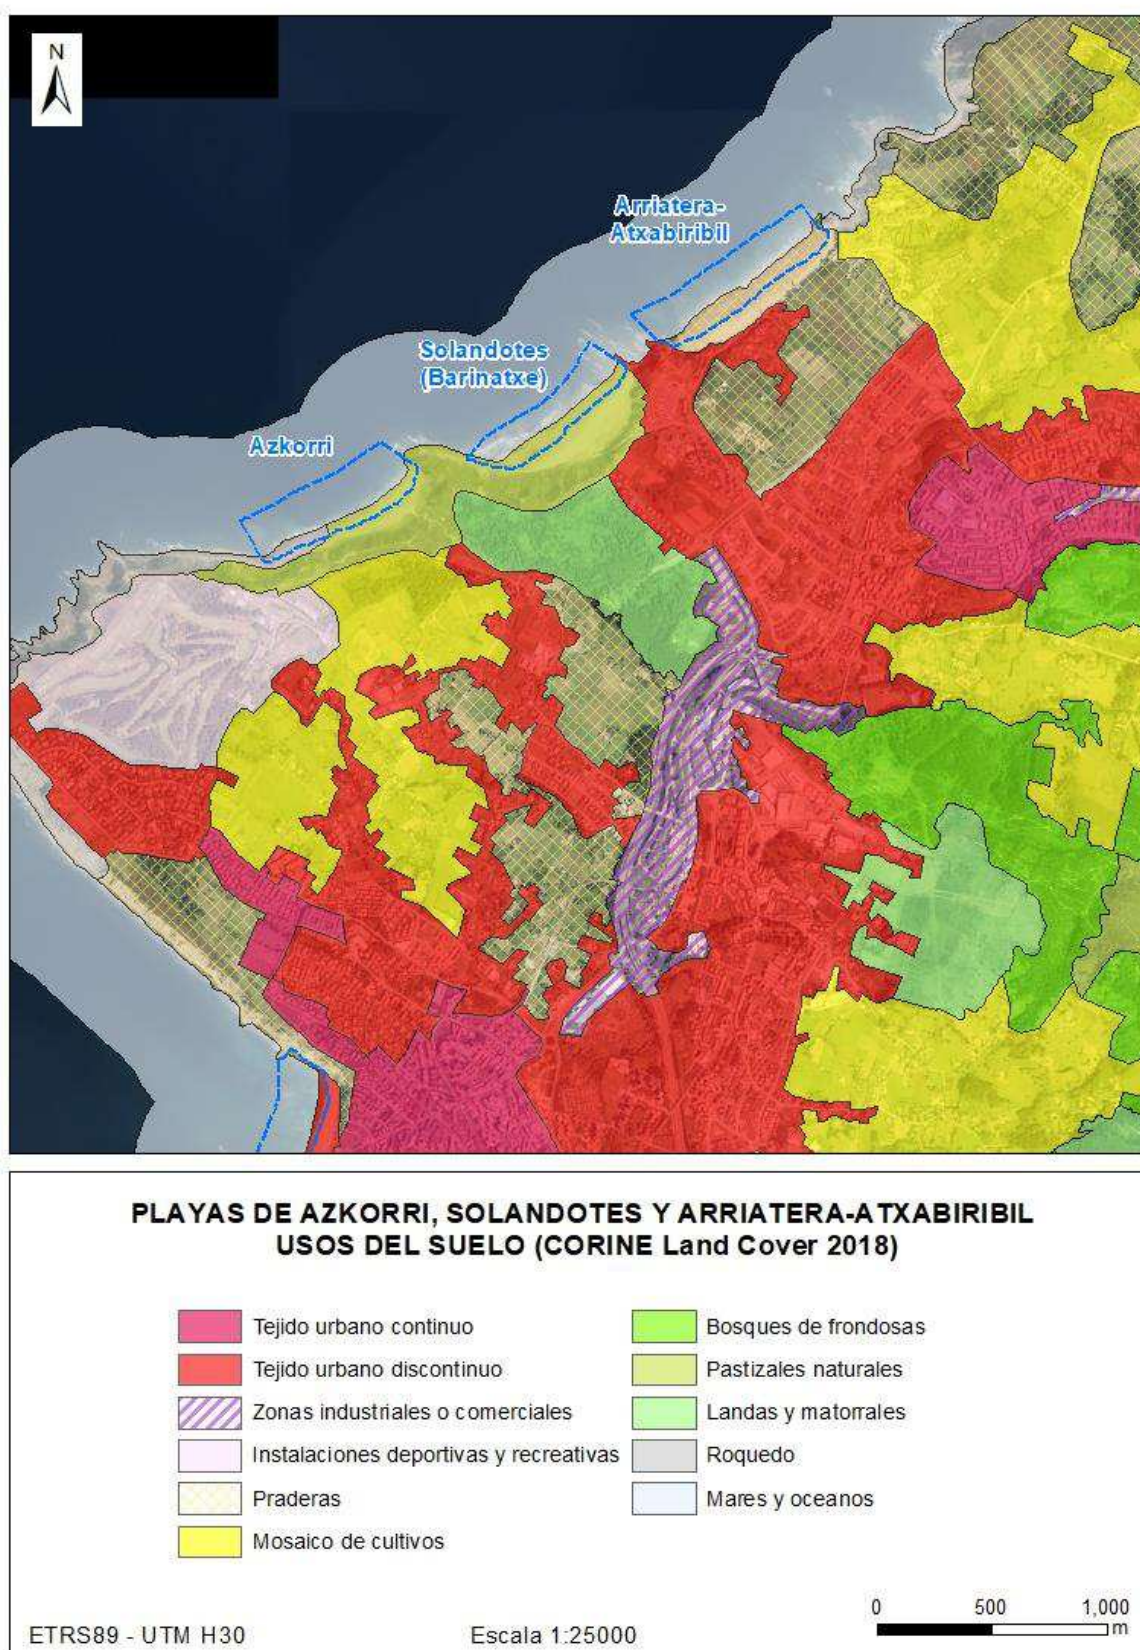 N
Arriatera-
Atxabiribil
Solandotes
(Barinatxe)
Azkorri
PLAYAS DE AZKORRI, SOLANDOTES Y ARRIATERA-ATXABIRIBIL
USOS DEL SUELO (CORINE Land Cover 2018)
Tejido urbano continuo
Tejido urbano discontinuo
Zonas industriales o comerciales
Instalaciones deportivas y recreativas
Praderas
Mosaico de cultivos
Bosques de frondosas
Pastizales naturales
Landas y matorrales
Roquedo
Mares y oceanos
ETRS89 - UTM H30
Escala 1:25000
0 500 1,000
m